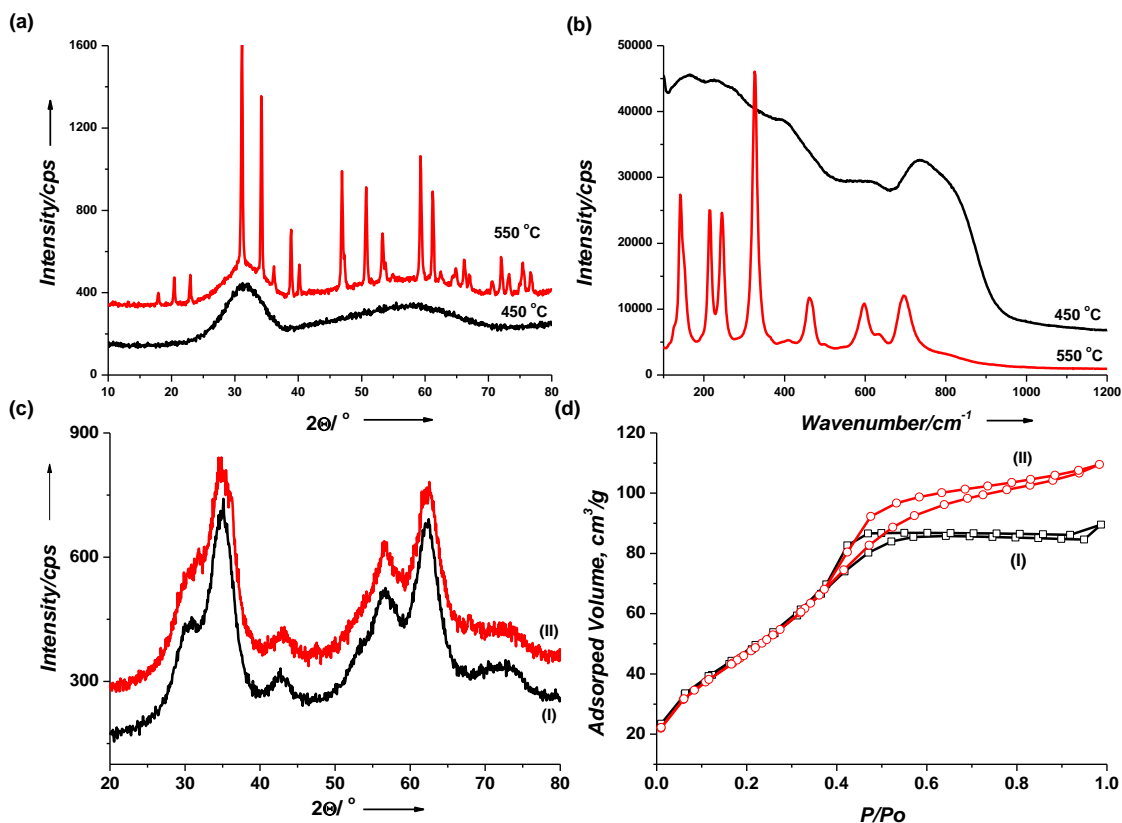 (a)
1600
1200
800
400
0
Intensity/cps
550 °C
450 °C
10 20 30 40 50 60 70 80
2Θ/ °
(b)
50000
40000
30000
20000
10000
0
Intensity/cps
450 °C
550 °C
200 400 600 800 1000 1200
Wavenumber/cm⁻¹
(c)
900
600
300
Intensity/cps
(II)
(I)
20 30 40 50 60 70 80
2Θ/ °
(d)
120
100
80
60
40
20
Adsorped Volume, cm³/g
(II)
(I)
0.0 0.2 0.4 0.6 0.8 1.0
P/Po